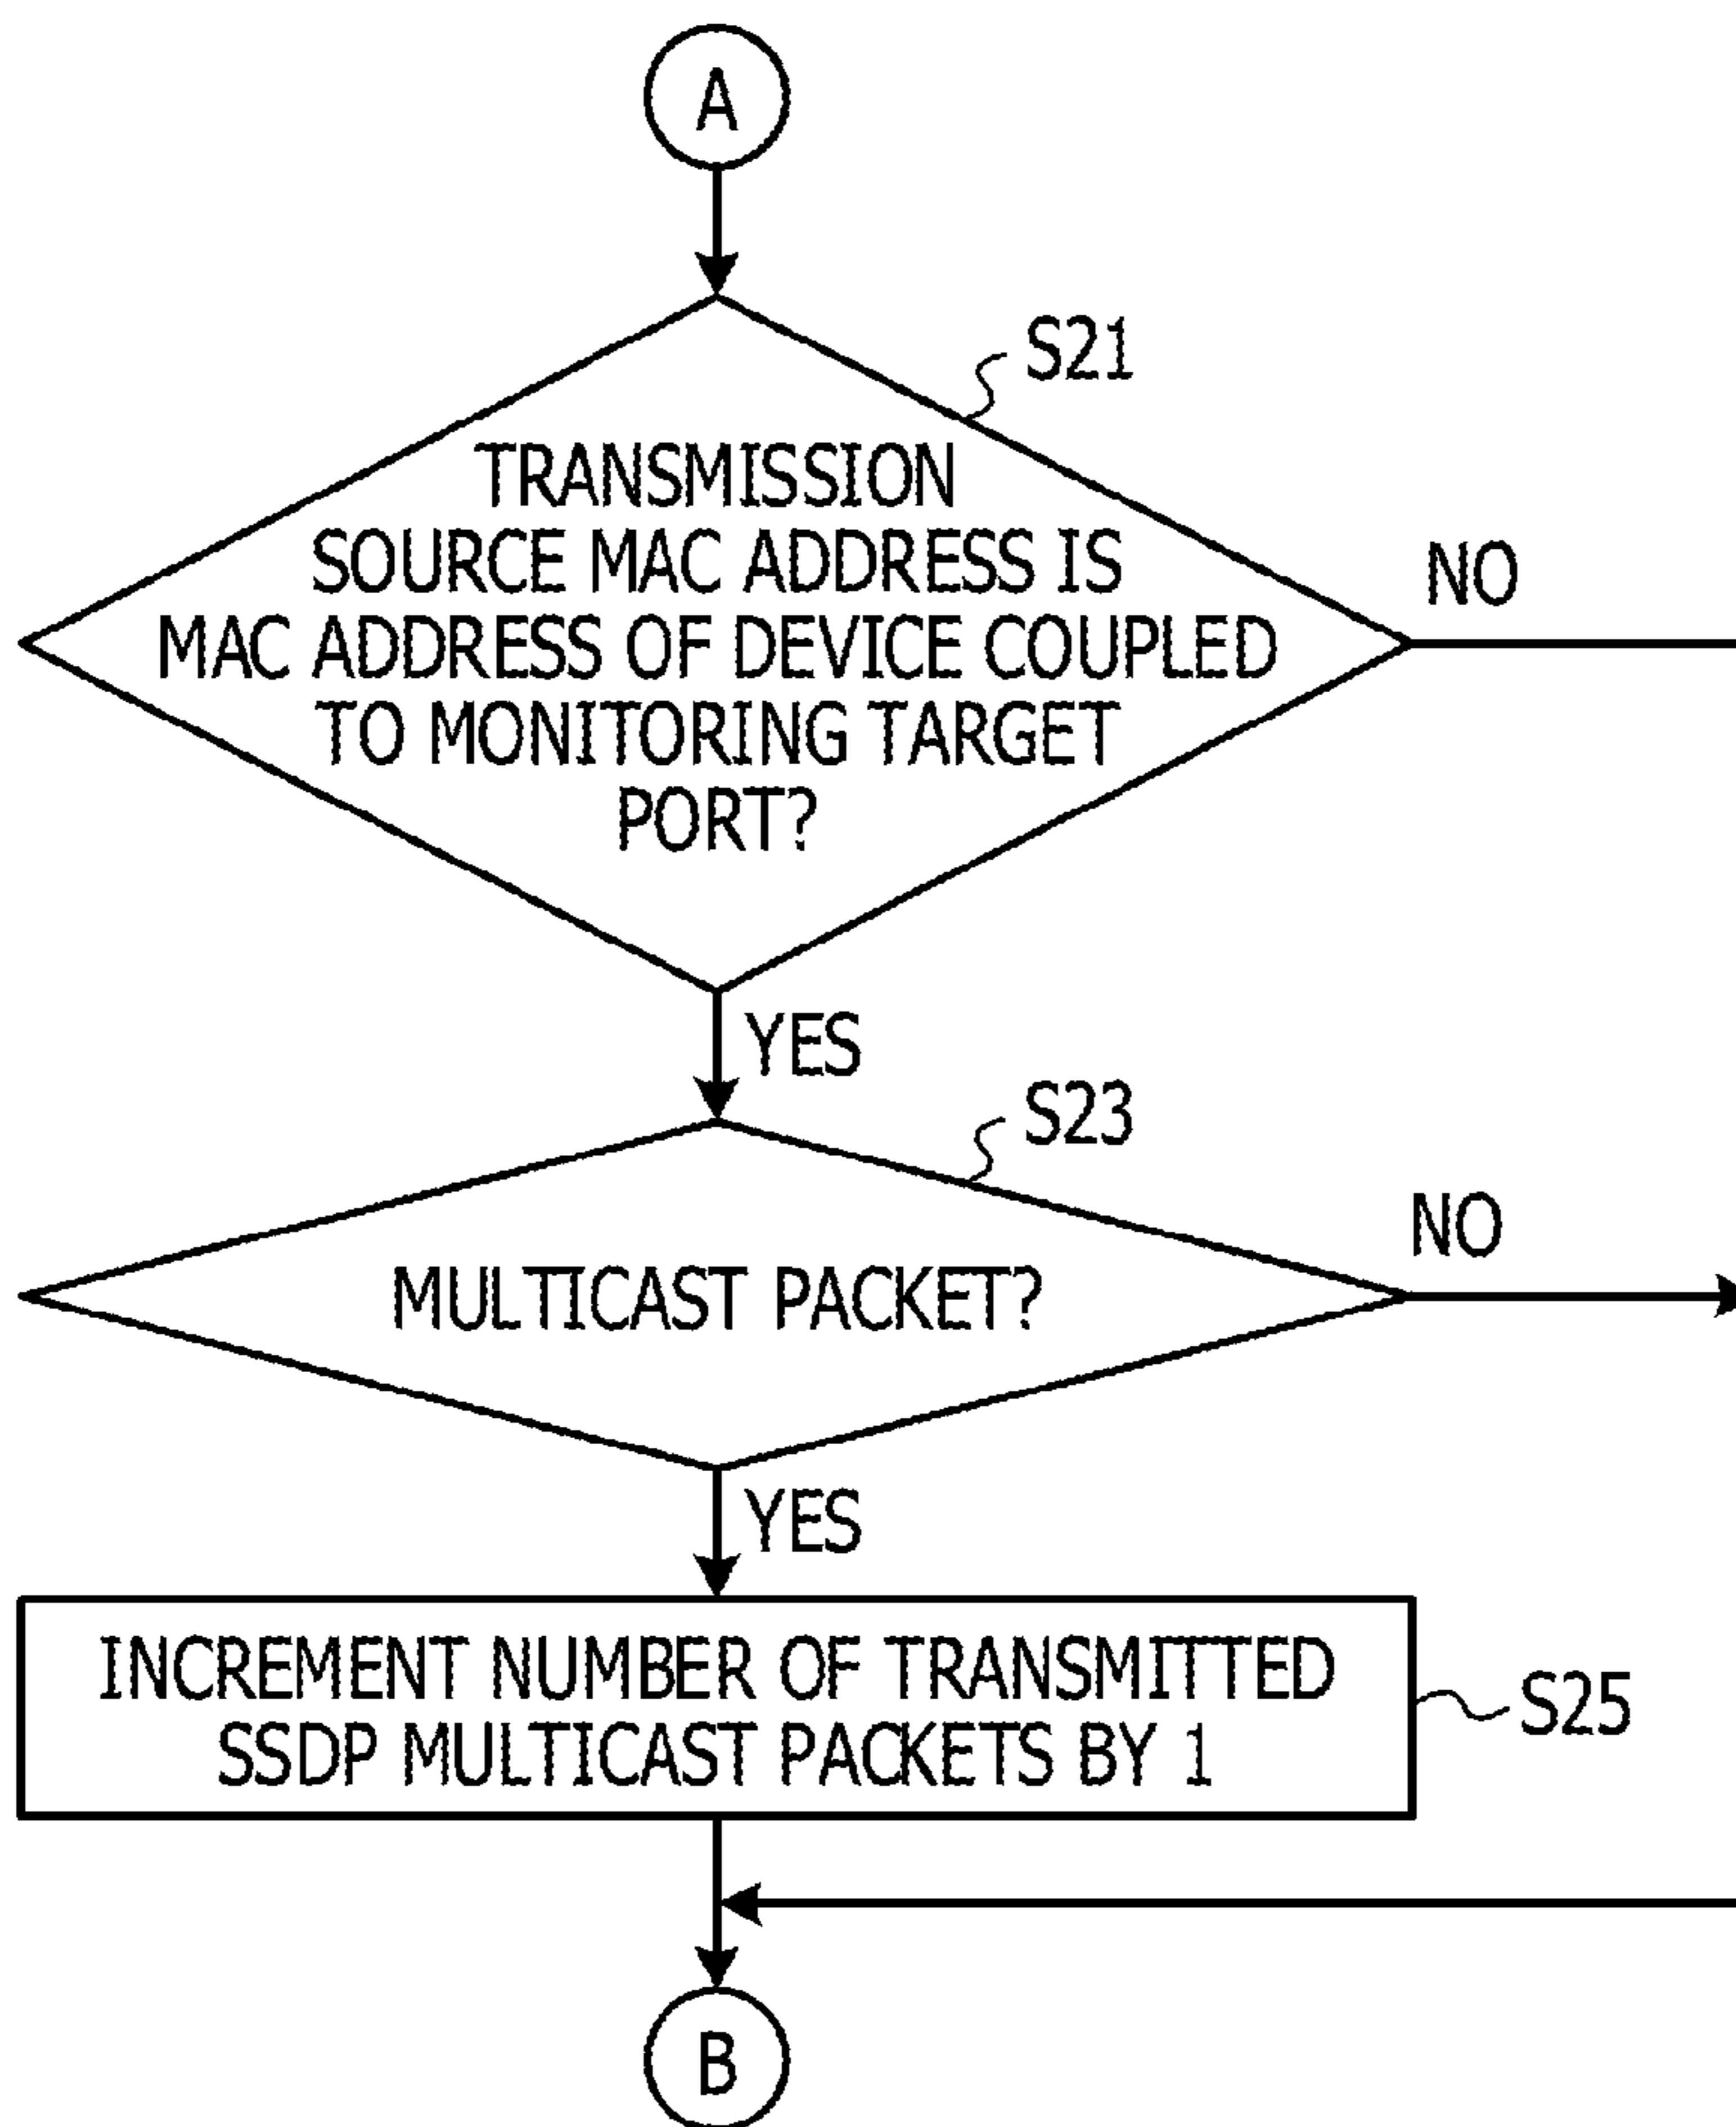 A
S21
TRANSMISSION
SOURCE MAC ADDRESS IS
MAC ADDRESS OF DEVICE COUPLED
TO MONITORING TARGET
PORT?
NO
YES
S23
MULTICAST PACKET?
NO
YES
INCREMENT NUMBER OF TRANSMITTED
SSDP MULTICAST PACKETS BY 1
S25
B